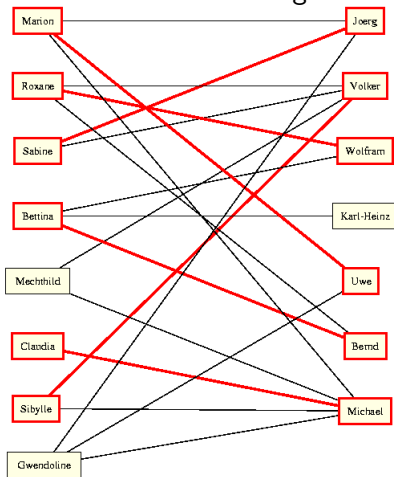 Marion
Joerg
Roxane
Volker
Sabine
Wolfram
Bettina
Karl-Heinz
Mechthild
Uwe
Claudia
Bernd
Sibylle
Michael
Gwendoline